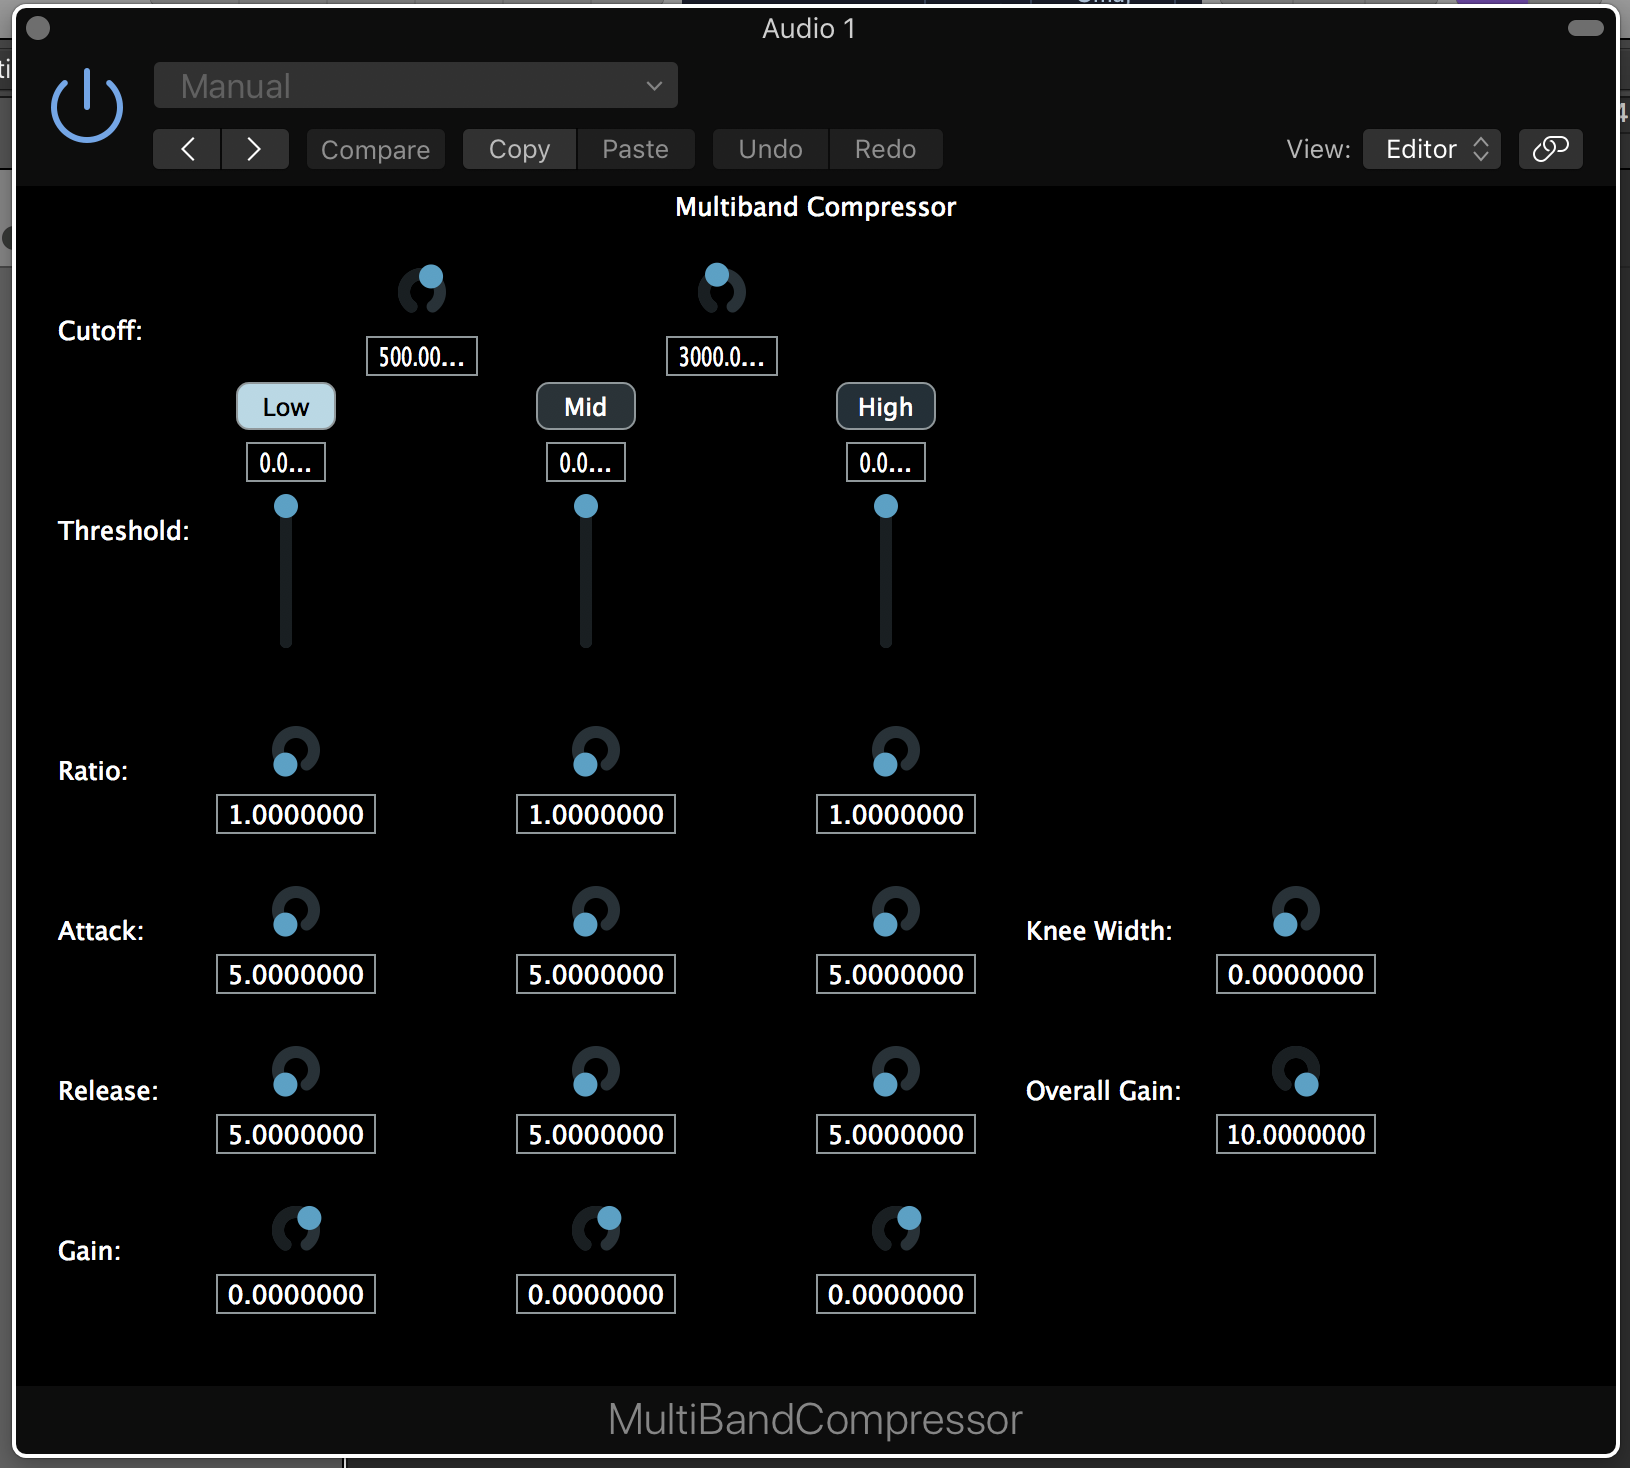 Audio 1
Manual
Compare Copy Paste Undo Redo View: Editor
Multiband Compressor
Cutoff:
500.00... 3000.0...
Low Mid High
0.0... 0.0... 0.0...
Threshold:
Ratio:
1.0000000 1.0000000 1.0000000
Attack: Knee Width:
5.0000000 5.0000000 5.0000000 0.0000000
Release: Overall Gain:
5.0000000 5.0000000 5.0000000 10.0000000
Gain:
0.0000000 0.0000000 0.0000000
MultiBandCompressor